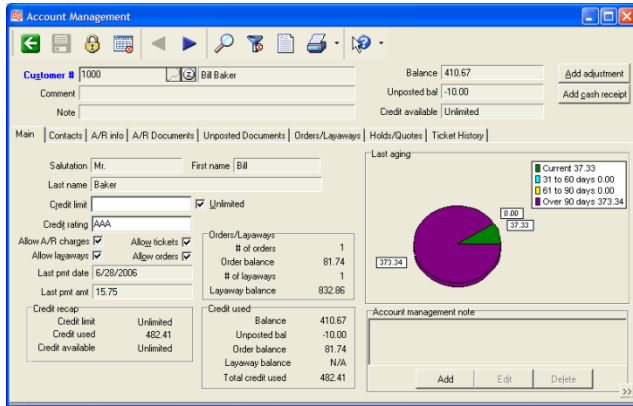 Account Management
Customer # 1000 Bill Baker Balance 410.67 Add adjustment
Comment Unposted bal -10.00 Add cash receipt
Note Credit available Unlimited
Main Contacts A/R info A/R Documents Unposted Documents Orders/Layaways Holds/Quotes Ticket History
Salutation Mr. First name Bill
Last name Baker
Credit limit Unlimited
Credit rating AAA
Allow A/R charges Allow tickets
Allow layaways Allow orders
Last pmt date 6/28/2006
Last pmt amt 15.75
Orders/Layaways
# of orders 1
Order balance 81.74
# of layaways 1
Layaway balance 832.86
Credit recap
Credit limit Unlimited
Credit used 482.41
Credit available Unlimited
Credit used
Balance 410.67
Unposted bal -10.00
Order balance 81.74
Layaway balance N/A
Total credit used 482.41
Last aging
Current 37.33
31 to 60 days 0.00
61 to 90 days 0.00
Over 90 days 373.34
0.00
37.33
373.34
Account management note
Add Edit Delete
>>